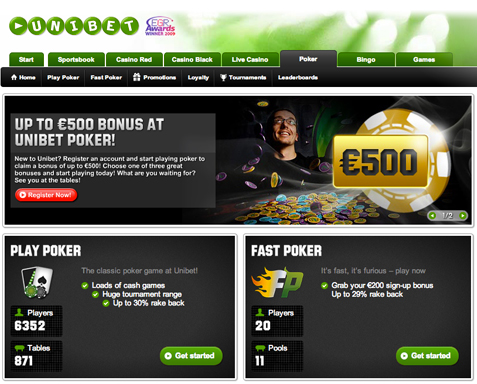 UNIBET
EGR Awards
WINNER 2009
Start Sportsbook Casino Red Casino Black Live Casino Poker Bingo Games
Home Play Poker Fast Poker Promotions Loyalty Tournaments Leaderboards
UP TO €500 BONUS AT
UNIBET POKER!
New to Unibet? Register an account and start playing poker to
claim a bonus of up to €500! Choose one of three great
bonuses and start playing today! What are you waiting for?
See you at the tables!
Register Now!
€500
1/2
PLAY POKER
The classic poker game at Unibet!
Loads of cash games
Huge tournament range
Up to 30% rake back
Players
6352
Tables
871
Get started
FAST POKER
FP
It's fast, it's furious – play now
Grab your €200 sign-up bonus
Up to 29% rake back
Players
20
Pools
11
Get started